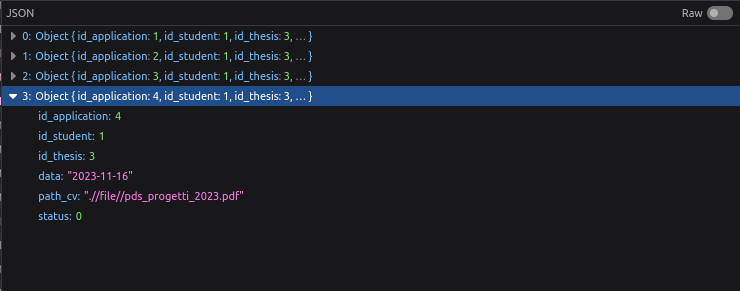 JSON
Raw
0: Object { id_application: 1, id_student: 1, id_thesis: 3, … }
1: Object { id_application: 2, id_student: 1, id_thesis: 3, … }
2: Object { id_application: 3, id_student: 1, id_thesis: 3, … }
3: Object { id_application: 4, id_student: 1, id_thesis: 3, … }
id_application: 4
id_student: 1
id_thesis: 3
data: "2023-11-16"
path_cv: ".//file//pds_progetti_2023.pdf"
status: 0